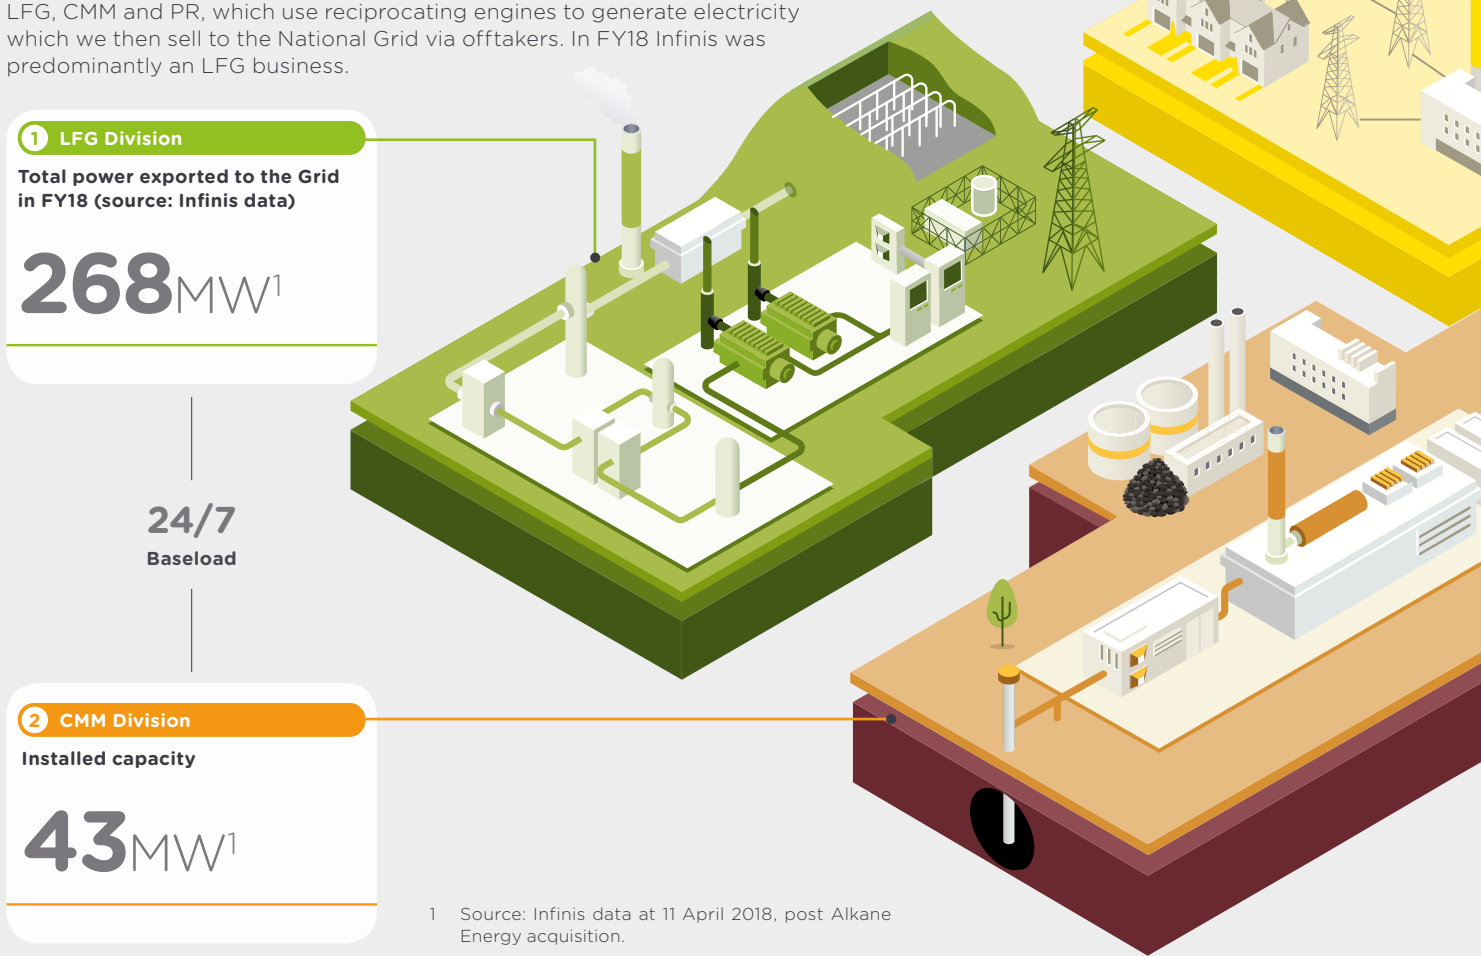 LFG, CMM and PR, which use reciprocating engines to generate electricity
which we then sell to the National Grid via offtakers. In FY18 Infinis was
predominantly an LFG business.
1 LFG Division
Total power exported to the Grid
in FY18 (source: Infinis data)
268MW1
24/7
Baseload
2 CMM Division
Installed capacity
43MW1
1 Source: Infinis data at 11 April 2018, post Alkane
Energy acquisition.